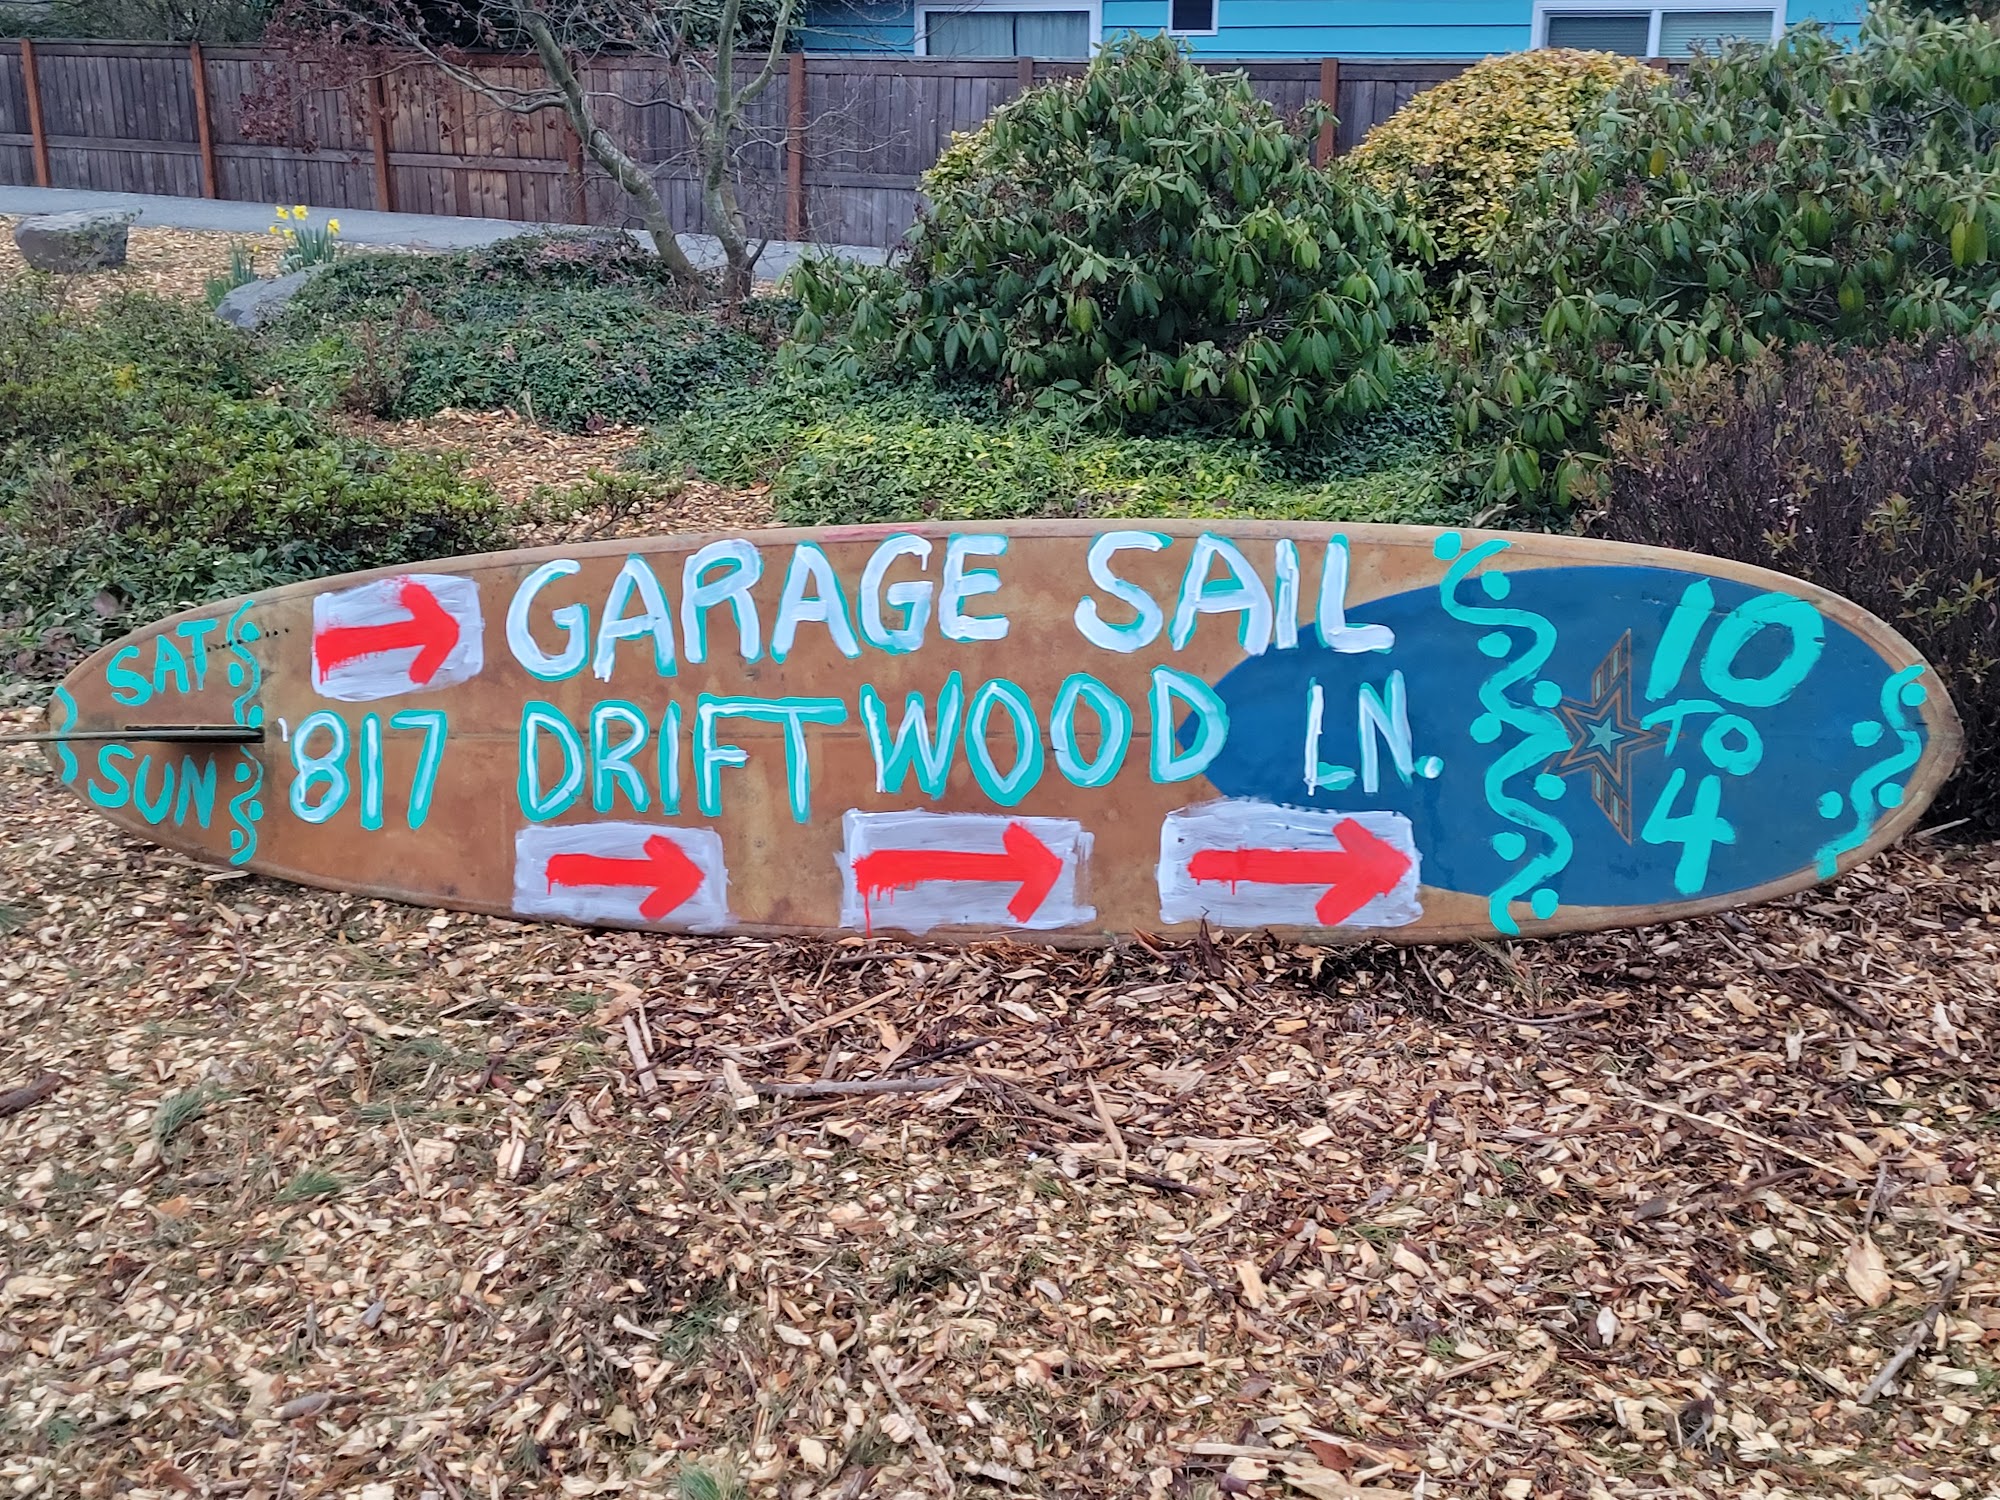 SAT
SUN
GARAGE SAIL
817 DRIFTWOOD LN.
10
TO
4